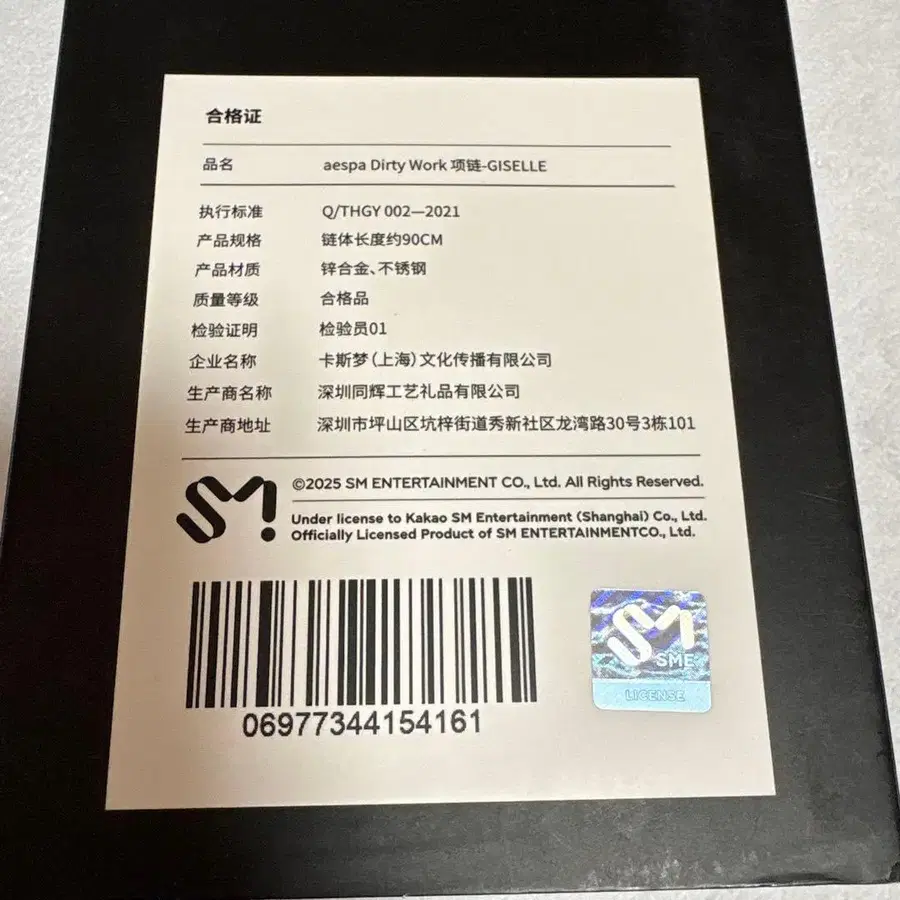 合格证
品名 aespa Dirty Work 项链-GISELLE
执行标准 Q/THGY 002—2021
产品规格 链体长度约90CM
产品材质 锌合金、不锈钢
质量等级 合格品
检验证明 检验员01
企业名称 卡斯梦(上海)文化传播有限公司
生产商名称 深圳同辉工艺礼品有限公司
生产商地址 深圳市坪山区坑梓街道秀新社区龙湾路30号3栋101
SM
©2025 SM ENTERTAINMENT CO., Ltd. All Rights Reserved.
Under license to Kakao SM Entertainment (Shanghai) Co., Ltd.
Officially Licensed Product of SM ENTERTAINMENTCO., Ltd.
06977344154161
SM
SME
LICENSE